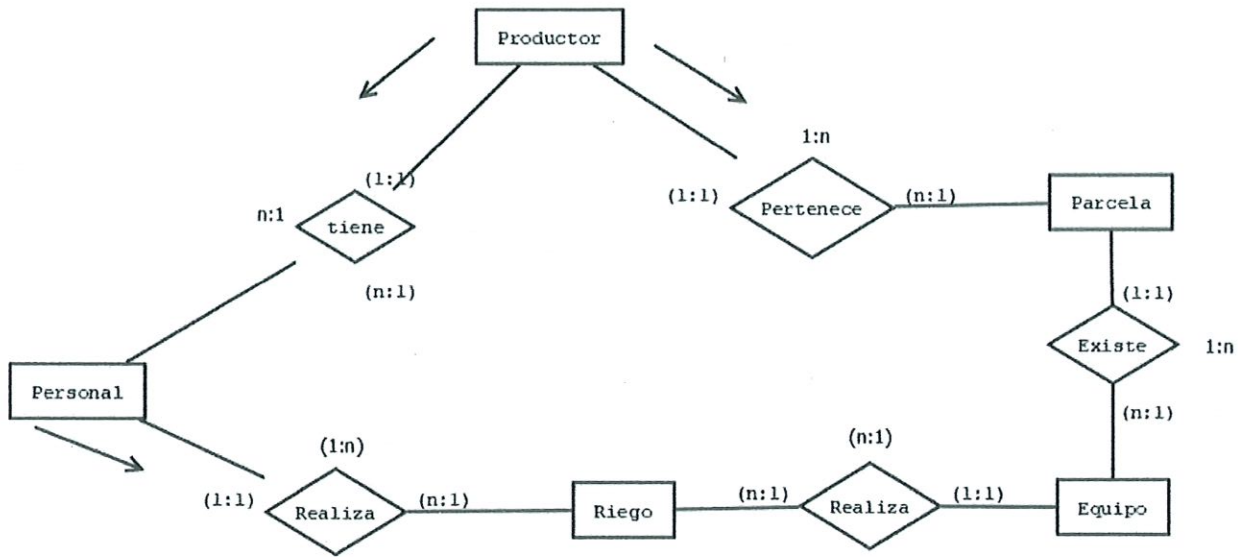 Productor
1:n
(1:1)
n:1
tiene
(1:1)
Pertenece
(n:1)
Parcela
(n:1)
(1:1)
Existe
1:n
Personal
(n:1)
(1:n)
(n:1)
(1:1)
Realiza
(n:1)
Riego
(n:1)
Realiza
(1:1)
Equipo